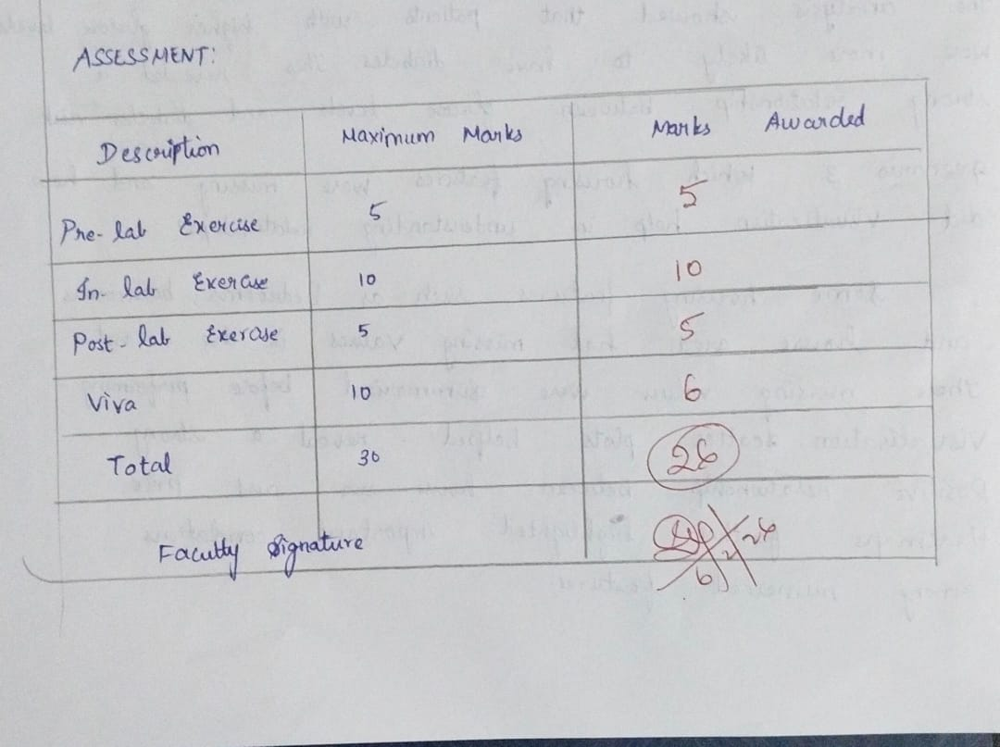 ASSESSMENT:
Description Maximum Marks Marks Awarded
Pre-lab Exercise 5 5
In-lab Exercise 10 10
Post-lab Exercise 5 5
Viva 10 6
Total 30 26
Faculty Signature